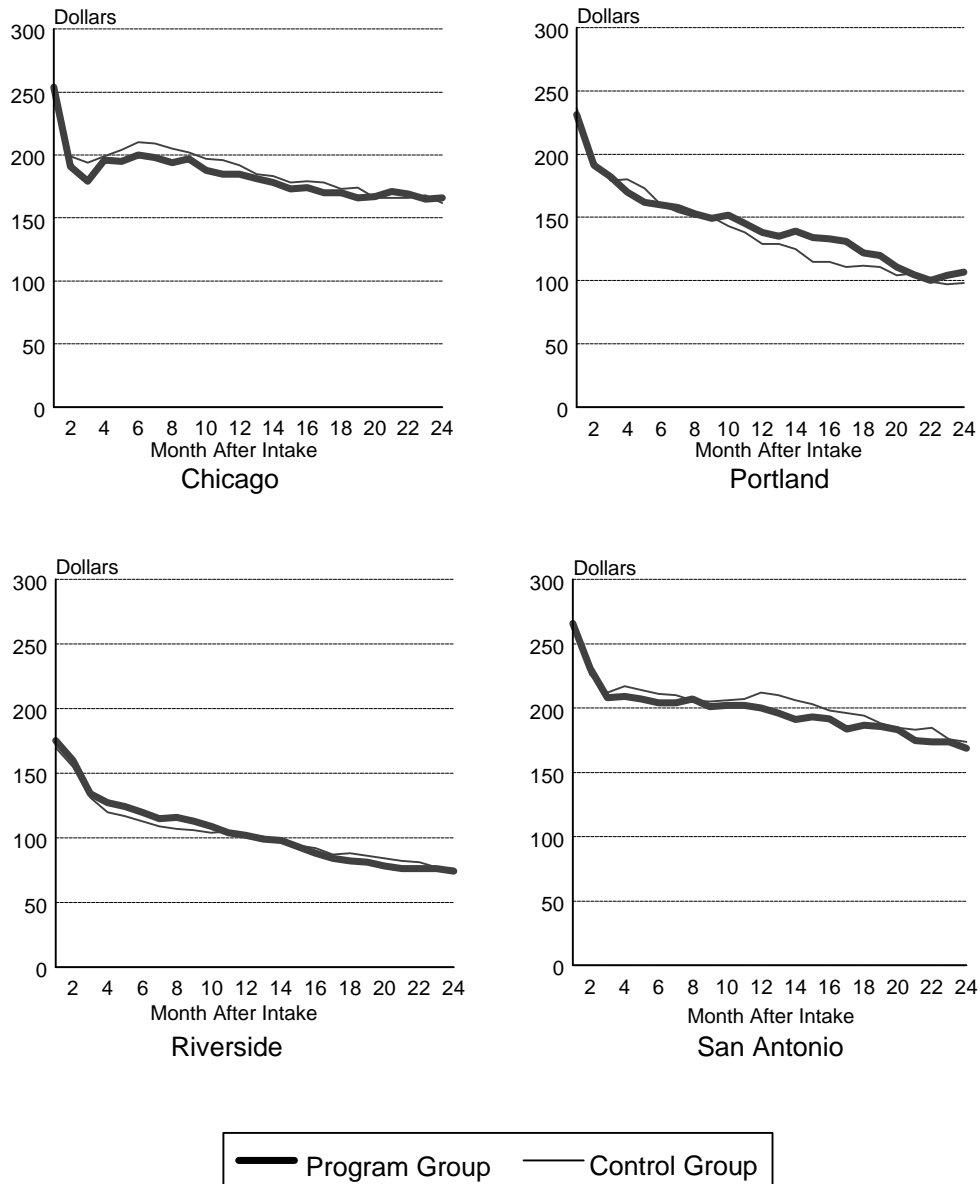 Dollars
300
250
200
150
100
50
0
2 4 6 8 10 12 14 16 18 20 22 24
Month After Intake
Chicago
Dollars
300
250
200
150
100
50
0
2 4 6 8 10 12 14 16 18 20 22 24
Month After Intake
Portland
Dollars
300
250
200
150
100
50
0
2 4 6 8 10 12 14 16 18 20 22 24
Month After Intake
Riverside
Dollars
300
250
200
150
100
50
0
2 4 6 8 10 12 14 16 18 20 22 24
Month After Intake
San Antonio
Program Group Control Group